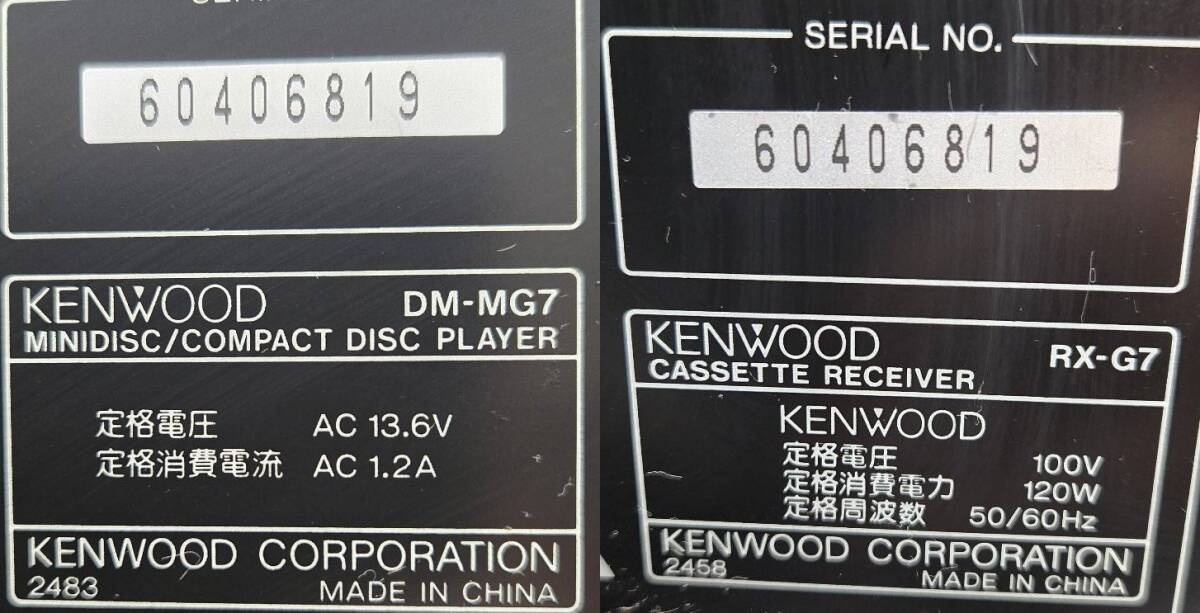 60406819
KENWOOD DM-MG7
MINIDISC/COMPACT DISC PLAYER
定格電圧 AC 13.6V
定格消費電流 AC 1.2A
KENWOOD CORPORATION
2483 MADE IN CHINA
SERIAL NO.
60406819
KENWOOD RX-G7
CASSETTE RECEIVER
KENWOOD
定格電圧 100V
定格消費電力 120W
定格周波数 50/60Hz
KENWOOD CORPORATION
2458 MADE IN CHINA